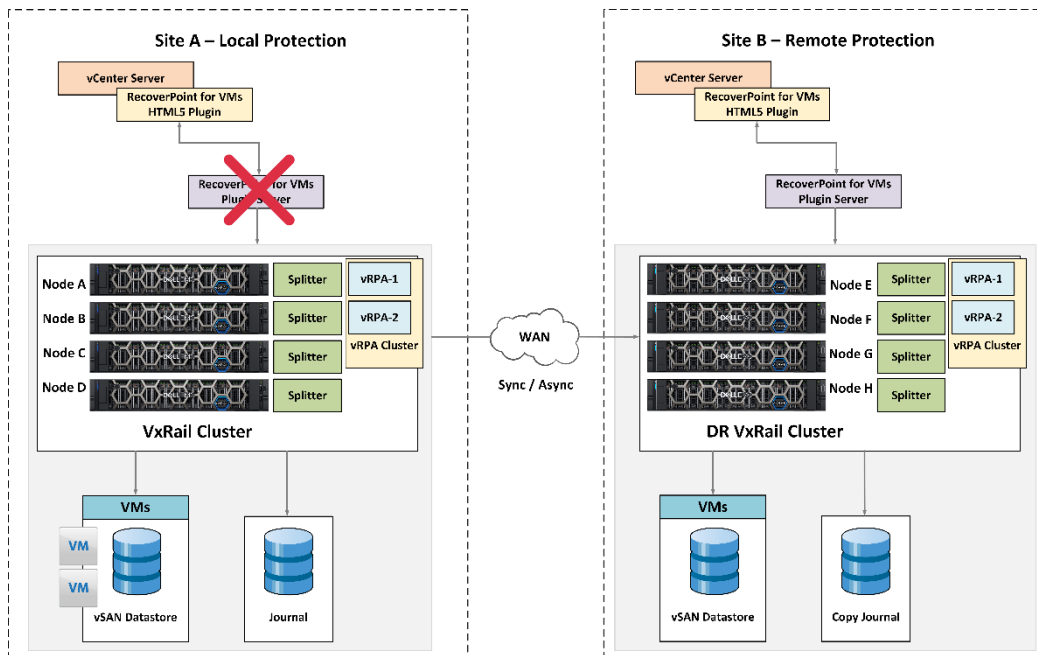 Site A – Local Protection
vCenter Server
RecoverPoint for VMs
HTML5 Plugin
RecoverPoint for VMs
Plugin Server
Node A
Splitter
vRPA-1
Node B
Splitter
vRPA-2
vRPA Cluster
Node C
Splitter
Node D
Splitter
VxRail Cluster
VMs
VM
VM
vSAN Datastore
Journal
WAN
Sync / Async
Site B – Remote Protection
vCenter Server
RecoverPoint for VMs
HTML5 Plugin
RecoverPoint for VMs
Plugin Server
Node E
Splitter
vRPA-1
Node F
Splitter
vRPA-2
vRPA Cluster
Node G
Splitter
Node H
Splitter
DR VxRail Cluster
VMs
vSAN Datastore
Copy Journal